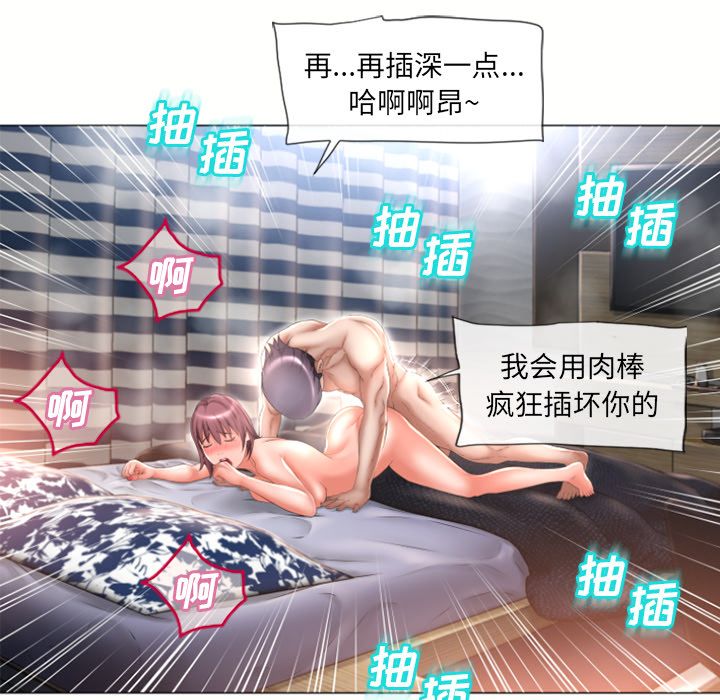 再...再插深一点...
哈啊啊昂~
抽插
抽插
抽插
啊
我会用肉棒
疯狂插坏你的
啊
啊
抽插
抽插